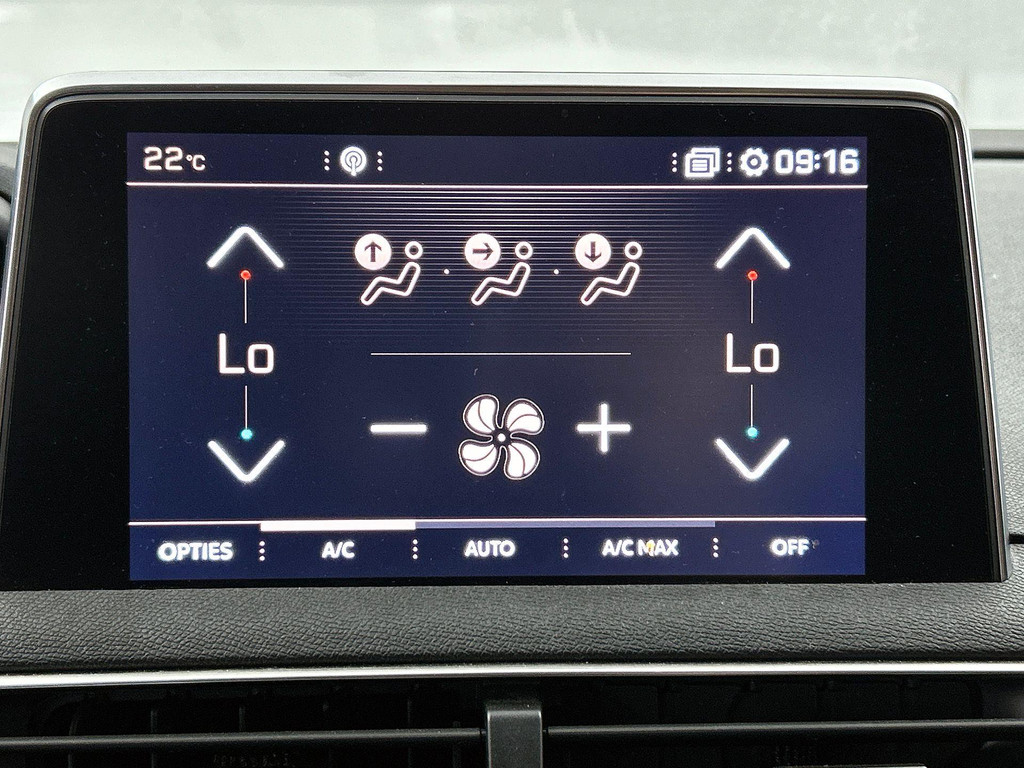 22°C 09:16
Lo Lo
OPTIES A/C AUTO A/C MAX OFF